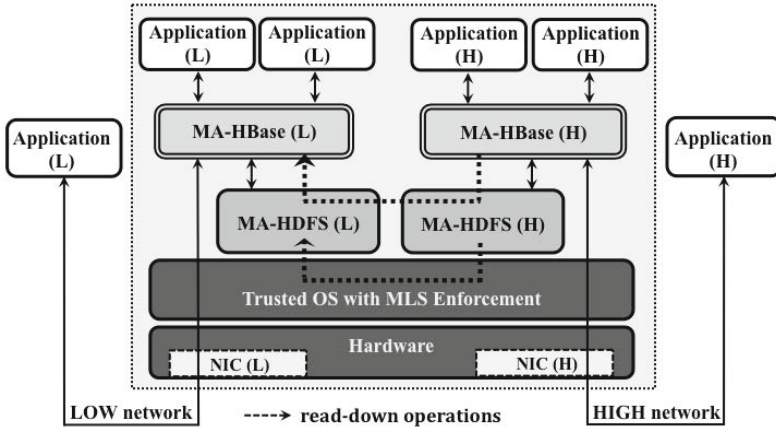 Application
(L)
Application
(L)
Application
(H)
Application
(H)
Application
(L)
MA-HBase (L)
MA-HBase (H)
Application
(H)
MA-HDFS (L)
MA-HDFS (H)
Trusted OS with MLS Enforcement
Hardware
NIC (L)
NIC (H)
LOW network
read-down operations
HIGH network